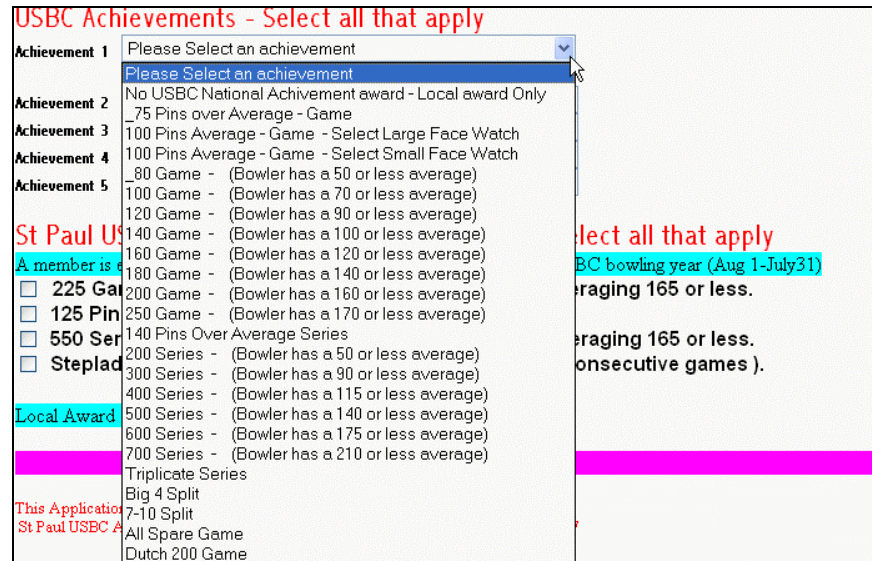 USBC Achievements - Select all that apply
Achievement 1 Please Select an achievement
Please Select an achievement
No USBC National Achievement award - Local award Only
Achievement 2
_75 Pins over Average - Game
Achievement 3
100 Pins Average - Game - Select Large Face Watch
100 Pins Average - Game - Select Small Face Watch
Achievement 4
_80 Game - (Bowler has a 50 or less average)
Achievement 5
100 Game - (Bowler has a 70 or less average)
120 Game - (Bowler has a 90 or less average)
140 Game - (Bowler has a 100 or less average)
160 Game - (Bowler has a 120 or less average)
180 Game - (Bowler has a 140 or less average)
200 Game - (Bowler has a 160 or less average)
250 Game - (Bowler has a 170 or less average)
140 Pins Over Average Series
200 Series - (Bowler has a 50 or less average)
300 Series - (Bowler has a 90 or less average)
400 Series - (Bowler has a 115 or less average)
500 Series - (Bowler has a 140 or less average)
600 Series - (Bowler has a 175 or less average)
700 Series - (Bowler has a 210 or less average)
Triplicate Series
Big 4 Split
7-10 Split
All Spare Game
Dutch 200 Game
St Paul US elect all that apply
A member is e BC bowling year (Aug 1-July31)
225 Gar eraging 165 or less.
125 Pin
550 Ser eraging 165 or less.
Steplad onsecutive games ).
Local Award
This Applicatio
St Paul USBC A